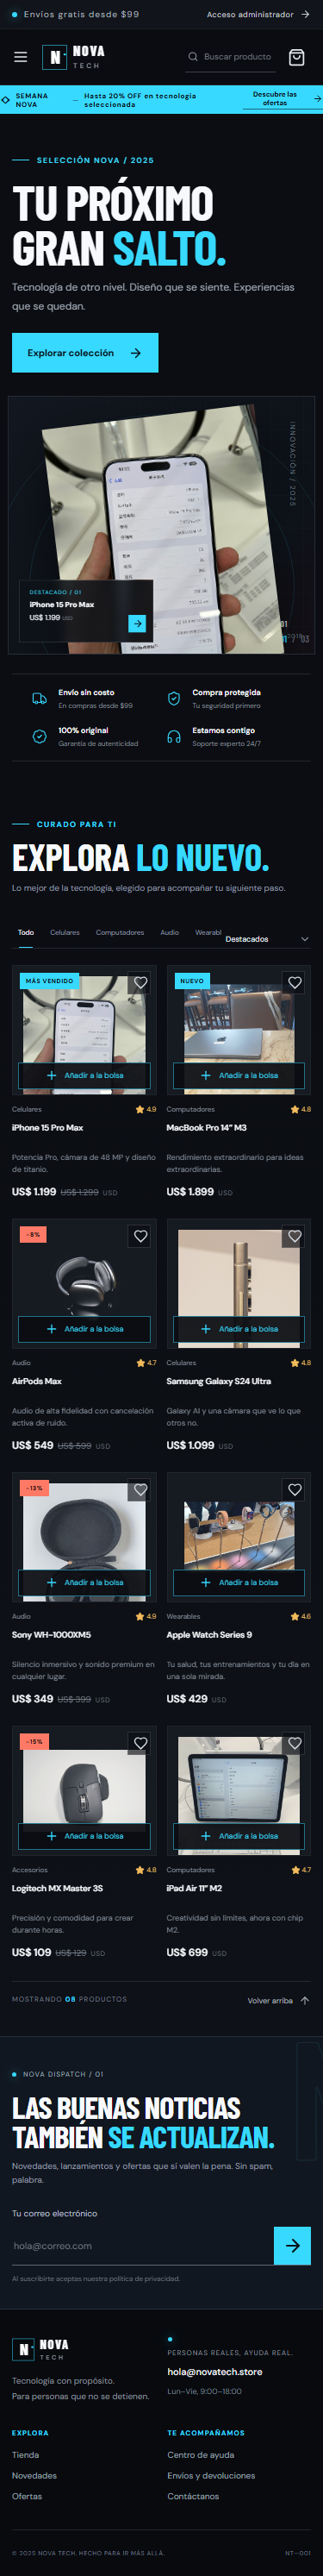 Envíos gratis desde $99
Acceso administrador
NOVA
TECH
Buscar producto
SEMANA NOVA
—
Hasta 20% OFF en tecnología seleccionada
Descubre las ofertas
SELECCIÓN NOVA / 2025
TU PRÓXIMO
GRAN SALTO.
Tecnología de otro nivel. Diseño que se siente. Experiencias
que se quedan.
Explorar colección
INNOVACIÓN / 2025
DESTACADO / 01
iPhone 15 Pro Max
US$ 1.199 USD
Envío sin costo
En compras desde $99
Compra protegida
Tu seguridad primero
100% original
Garantía de autenticidad
Estamos contigo
Soporte experto 24/7
CURADO PARA TI
EXPLORA LO NUEVO.
Lo mejor de la tecnología, elegido para acompañar tu siguiente paso.
Todo
Celulares
Computadores
Audio
Wearabl
Destacados
MÁS VENDIDO
Añadir a la bolsa
Celulares
4.9
iPhone 15 Pro Max
Potencia Pro, cámara de 48 MP y diseño
de titanio.
US$ 1.199 US$ 1.299 USD
NUEVO
Añadir a la bolsa
Computadores
4.8
MacBook Pro 14" M3
Rendimiento extraordinario para ideas
extraordinarias.
US$ 1.899 USD
-8%
Añadir a la bolsa
Audio
4.7
AirPods Max
Audio de alta fidelidad con cancelación
activa de ruido.
US$ 549 US$ 599 USD
Añadir a la bolsa
Celulares
4.8
Samsung Galaxy S24 Ultra
Galaxy AI y una cámara que ve lo que
otros no.
US$ 1.099 USD
-13%
Añadir a la bolsa
Audio
4.9
Sony WH-1000XM5
Silencio inmersivo y sonido premium en
cualquier lugar.
US$ 349 US$ 399 USD
Añadir a la bolsa
Wearables
4.6
Apple Watch Series 9
Tu salud, tus entrenamientos y tu día en
una sola mirada.
US$ 429 USD
-15%
Añadir a la bolsa
Accesorios
4.8
Logitech MX Master 3S
Precisión y comodidad para crear
durante horas.
US$ 109 US$ 129 USD
Añadir a la bolsa
Computadores
4.7
iPad Air 11" M2
Creatividad sin límites, ahora con chip
M2.
US$ 699 USD
MOSTRANDO 08 PRODUCTOS
Volver arriba
NOVA DISPATCH / 01
LAS BUENAS NOTICIAS
TAMBIÉN SE ACTUALIZAN.
Novedades, lanzamientos y ofertas que sí valen la pena. Sin spam,
palabra.
Tu correo electrónico
hola@correo.com
Al suscribirte aceptas nuestra política de privacidad.
NOVA
TECH
Tecnología con propósito.
Para personas que no se detienen.
PERSONAS REALES, AYUDA REAL.
hola@novatech.store
Lun–Vie, 9:00–18:00
EXPLORA
Tienda
Novedades
Ofertas
TE ACOMPAÑAMOS
Centro de ayuda
Envíos y devoluciones
Contáctanos
© 2025 NOVA TECH. HECHO PARA IR MÁS ALLÁ.
NT—001